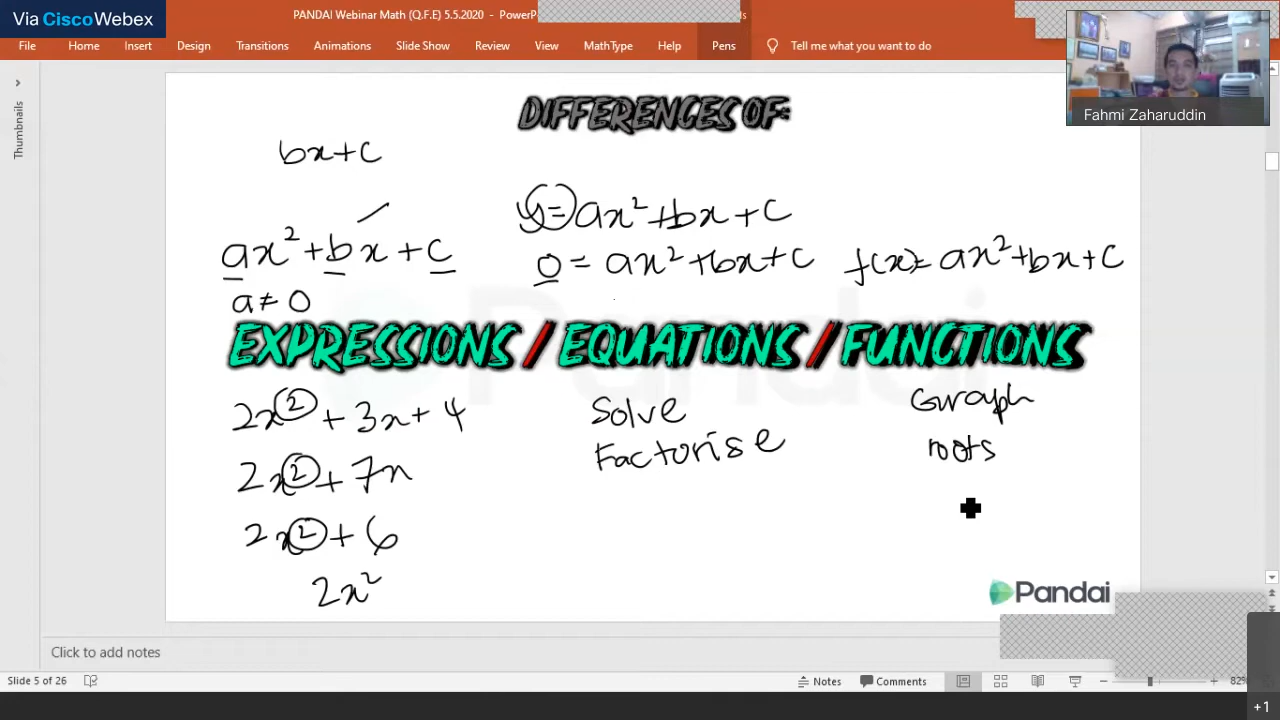 Via CiscoWebex
PANDAI Webinar Math (Q.F.E) 5.5.2020 - PowerP
File Home Insert Design Transitions Animations Slide Show Review View MathType Help Pens Tell me what you want to do
Fahmi Zaharuddin
Thumbnails
DIFFERENCES OF:
bx+c
ax²+bx+c
a≠0
y=ax²+bx+c
0=ax²+bx+c
f(x)=ax²+bx+c
EXPRESSIONS / EQUATIONS / FUNCTIONS
2x²+3x+4
2x²+7x
2x²+6
2x²
Solve
Factorise
Graph
roots
Pandai
Pandai
Click to add notes
Slide 5 of 26 Notes Comments 82%
+1